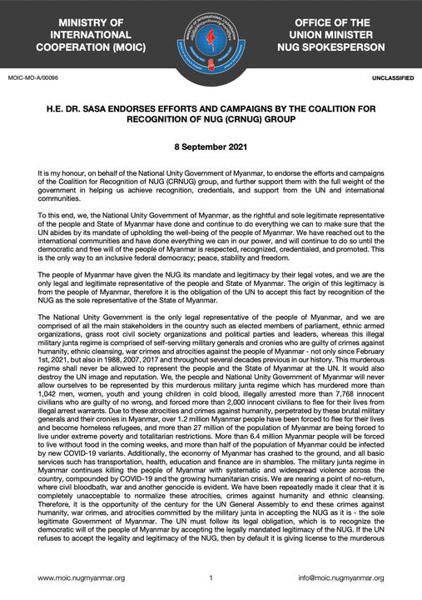 MINISTRY OF
INTERNATIONAL
COOPERATION (MOIC)
OFFICE OF THE
UNION MINISTER
NUG SPOKESPERSON
MOIC-MO-A/00096
UNCLASSIFIED
H.E. DR. SASA ENDORSES EFFORTS AND CAMPAIGNS BY THE COALITION FOR
RECOGNITION OF NUG (CRNUG) GROUP
8 September 2021
It is my honour, on behalf of the National Unity Government of Myanmar, to endorse the efforts and campaigns
of the Coalition for Recognition of NUG (CRNUG) group, and further support them with the full weight of the
government in helping us achieve recognition, credentials, and support from the UN and international
communities.
To this end, we, the National Unity Government of Myanmar, as the rightful and sole legitimate representative
of the people and State of Myanmar have done and continue to do everything we can to make sure that the
UN abides by its mandate of upholding the well-being of the people of Myanmar. We have reached out to the
international communities and have done everything we can in our power, and will continue to do so until the
democratic and free will of the people of Myanmar is respected, recognized, credentialed, and promoted. This
is the only way to an inclusive federal democracy; peace, stability and freedom.
The people of Myanmar have given the NUG its mandate and legitimacy by their legal votes, and we are the
only legal and legitimate representative of the people and State of Myanmar. The origin of this legitimacy is
from the people of Myanmar, therefore it is the obligation of the UN to accept this fact by recognition of the
NUG as the sole representative of the State of Myanmar.
The National Unity Government is the only legal representative of the people of Myanmar, and we are
comprised of all the main stakeholders in the country such as elected members of parliament, ethnic armed
organizations, grass root civil society organizations and political parties and leaders, whereas this illegal
military junta regime is comprised of self-serving military generals and cronies who are guilty of crimes against
humanity, ethnic cleansing, war crimes and atrocities against the people of Myanmar - not only since February
1st, 2021, but also in 1988, 2007, 2017 and throughout several decades previous in our history. This murderous
regime shall never be allowed to represent the people and the State of Myanmar at the UN. It would also
destroy the UN image and reputation. We, the people and National Unity Government of Myanmar will never
allow ourselves to be represented by this murderous military junta regime which has murdered more than
1,042 men, women, youth and young children in cold blood, illegally arrested more than 7,768 innocent
civilians who are guilty of no wrong, and forced more than 2,000 innocent civilians to flee for their lives from
illegal arrest warrants. Due to these atrocities and crimes against humanity, perpetrated by these brutal military
generals and their cronies in Myanmar, over 1.2 million Myanmar people have been forced to flee for their lives
and become homeless refugees, and more than 27 million of the population of Myanmar are being forced to
live under extreme poverty and totalitarian restrictions. More than 6.4 million Myanmar people will be forced
to live without food in the coming weeks, and more than half of the population of Myanmar could be infected
by new COVID-19 variants. Additionally, the economy of Myanmar has crashed to the ground, and all basic
services such has transportation, health, education and finance are in shambles. The military junta regime in
Myanmar continues killing the people of Myanmar with systematic and widespread violence across the
country, compounded by COVID-19 and the growing humanitarian crisis. We are nearing a point of no-return,
where civil bloodbath, war and another genocide is evident. We have been repeatedly made it clear that it is
completely unacceptable to normalize these atrocities, crimes against humanity and ethnic cleansing.
Therefore, it is the opportunity of the century for the UN General Assembly to end these crimes against
humanity, war crimes, and atrocities committed by the military junta in accepting the NUG as it is - the sole
legitimate Government of Myanmar. The UN must follow its legal obligation, which is to recognize the
democratic will of the people of Myanmar by accepting the legally mandated legitimacy of the NUG. If the UN
refuses to accept the legality and legitimacy of the NUG, then by default it is giving license to the murderous
www.moic.nugmyanmar.org
1
info@moic.nugmyanmar.org